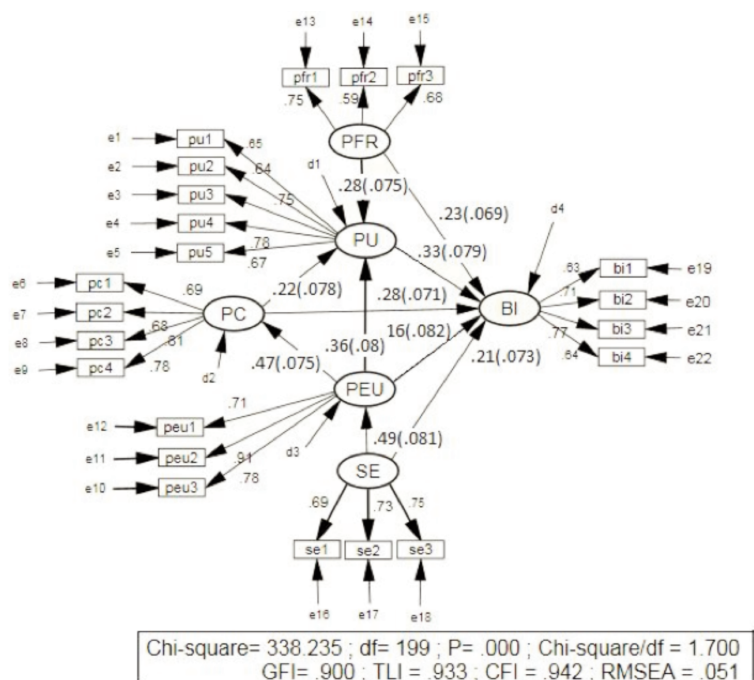 e13
e14
e15
pfr1
pfr2
pfr3
.75
.59
.68
PFR
e1
pu1
.65
e2
pu2
.64
e3
pu3
.75
e4
pu4
.78
e5
pu5
.67
d1
.28(.075)
.23(.069)
PU
.33(.079)
d4
e6
pc1
.69
e7
pc2
.68
e8
pc3
.81
e9
pc4
.78
PC
.22(.078)
.28(.071)
BI
.63
bi1
e19
.71
bi2
e20
.77
bi3
e21
.64
bi4
e22
d2
.47(.075)
.36(.08)
16(.082)
.21(.073)
PEU
.71
e12
peu1
e11
peu2
.91
e10
peu3
.78
d3
.49(.081)
SE
.69
.73
.75
se1
se2
se3
e16
e17
e18
Chi-square= 338.235 ; df= 199 ; P= .000 ; Chi-square/df = 1.700
GFI= .900 ; TLI = .933 ; CFI = .942 ; RMSEA = .051